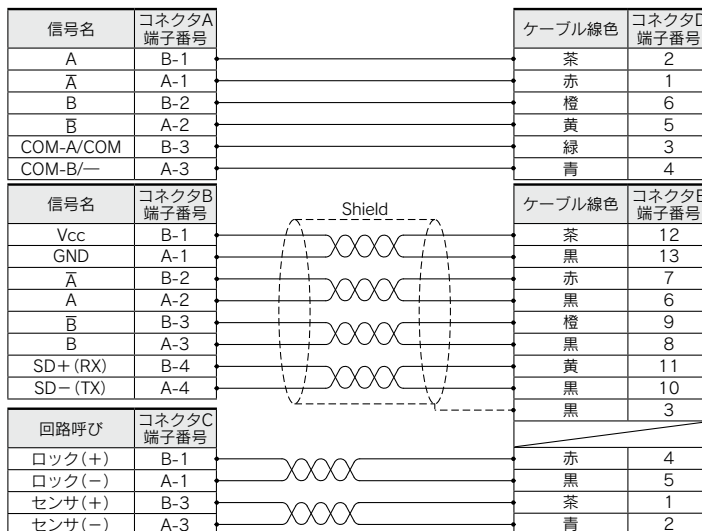 信号名 コネクタA端子番号 ケーブル線色 コネクタD端子番号
A B-1 茶 2
A̅ A-1 赤 1
B B-2 橙 6
B̅ A-2 黄 5
COM-A/COM B-3 緑 3
COM-B/― A-3 青 4
信号名 コネクタB端子番号 Shield ケーブル線色 コネクタE端子番号
Vcc B-1 茶 12
GND A-1 黒 13
A̅ B-2 赤 7
A A-2 黒 6
B̅ B-3 橙 9
B A-3 黒 8
SD+(RX) B-4 黄 11
SD−(TX) A-4 黒 10
黒 3
回路呼び コネクタC端子番号
ロック(+) B-1 赤 4
ロック(−) A-1 黒 5
センサ(+) B-3 茶 1
センサ(−) A-3 青 2